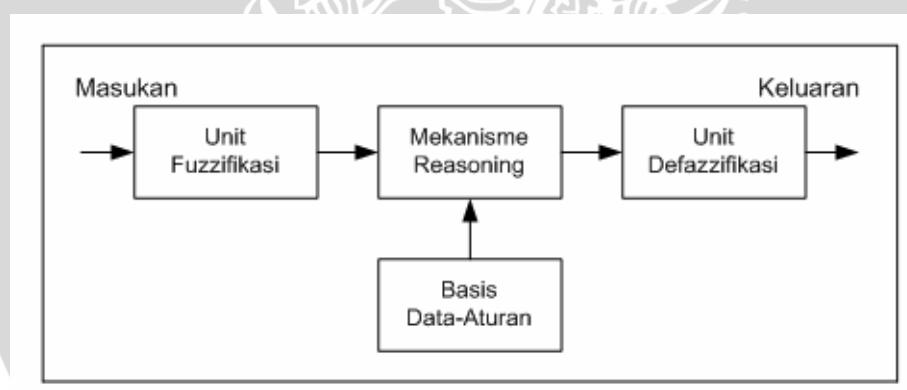 Masukan
Keluaran
Unit
Fuzzifikasi
Mekanisme
Reasoning
Unit
Defazzifikasi
Basis
Data-Aturan